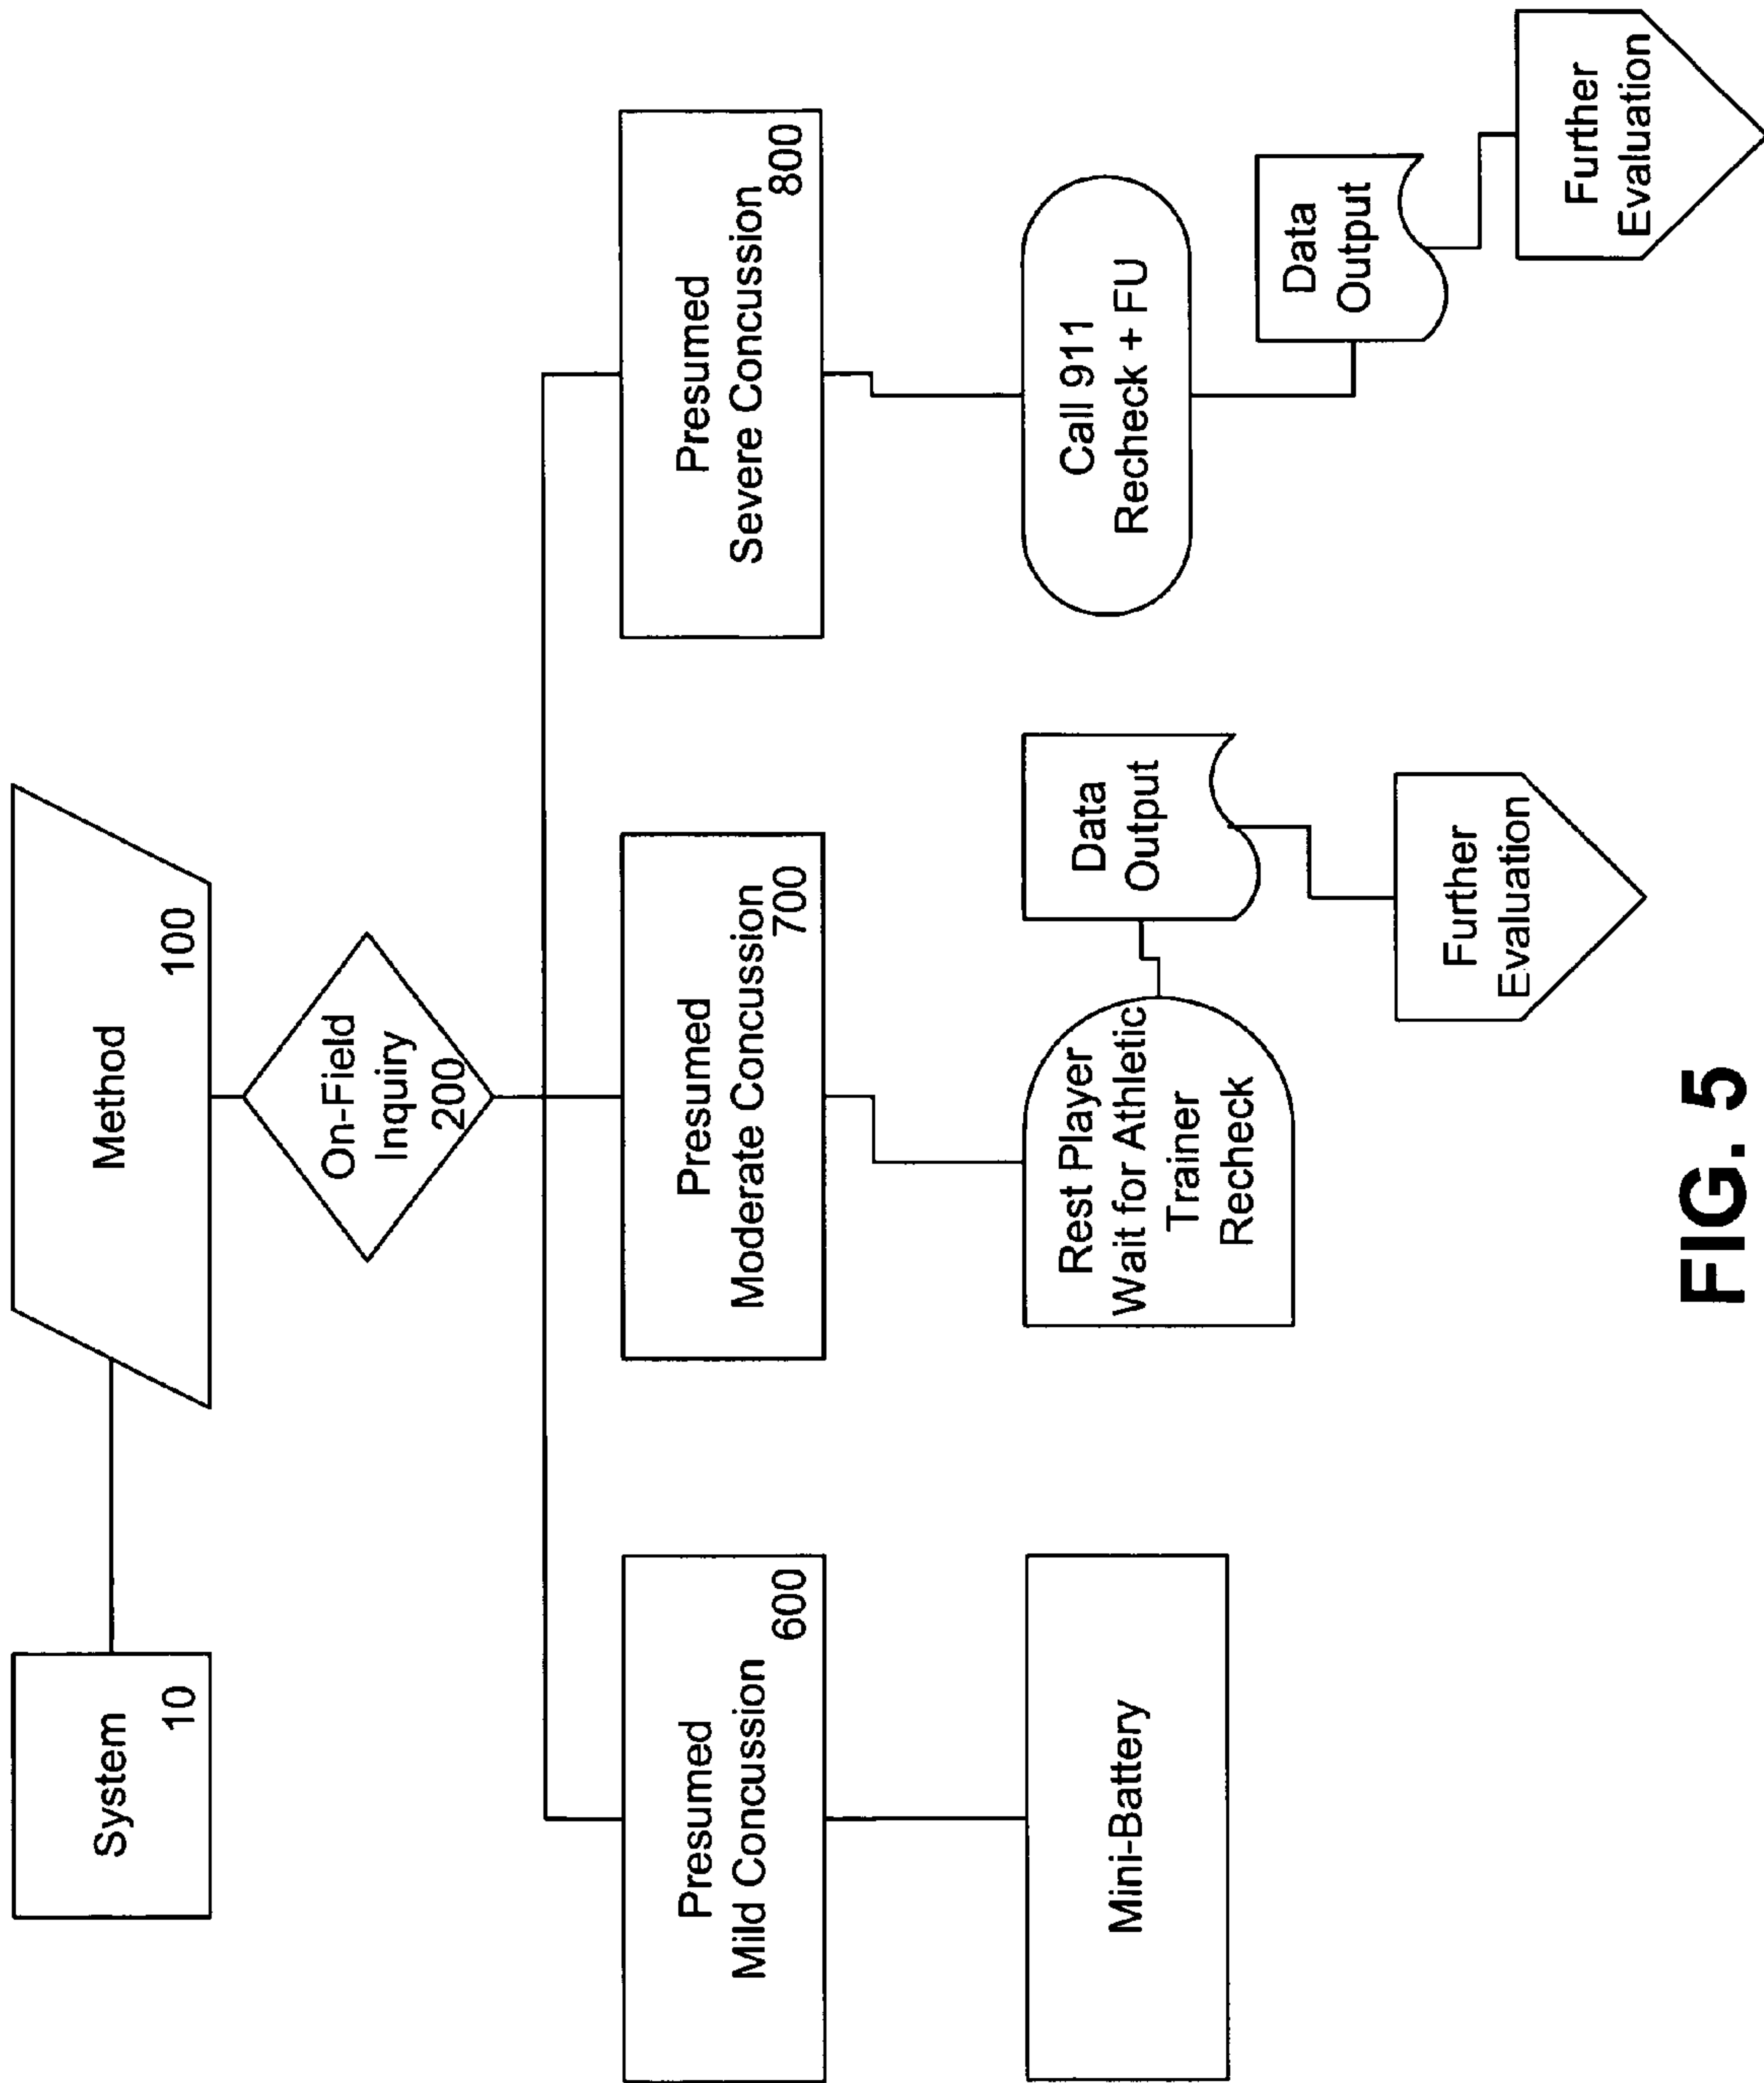 System
10
Method
100
On-Field
Inquiry
200
Presumed
Mild Concussion
600
Presumed
Moderate Concussion
700
Presumed
Severe Concussion
800
Mini-Battery
Rest Player
Wait for Athletic
Trainer
Recheck
Data
Output
Further
Evaluation
Call 911
Recheck + FU
Data
Output
Further
Evaluation
FIG. 5